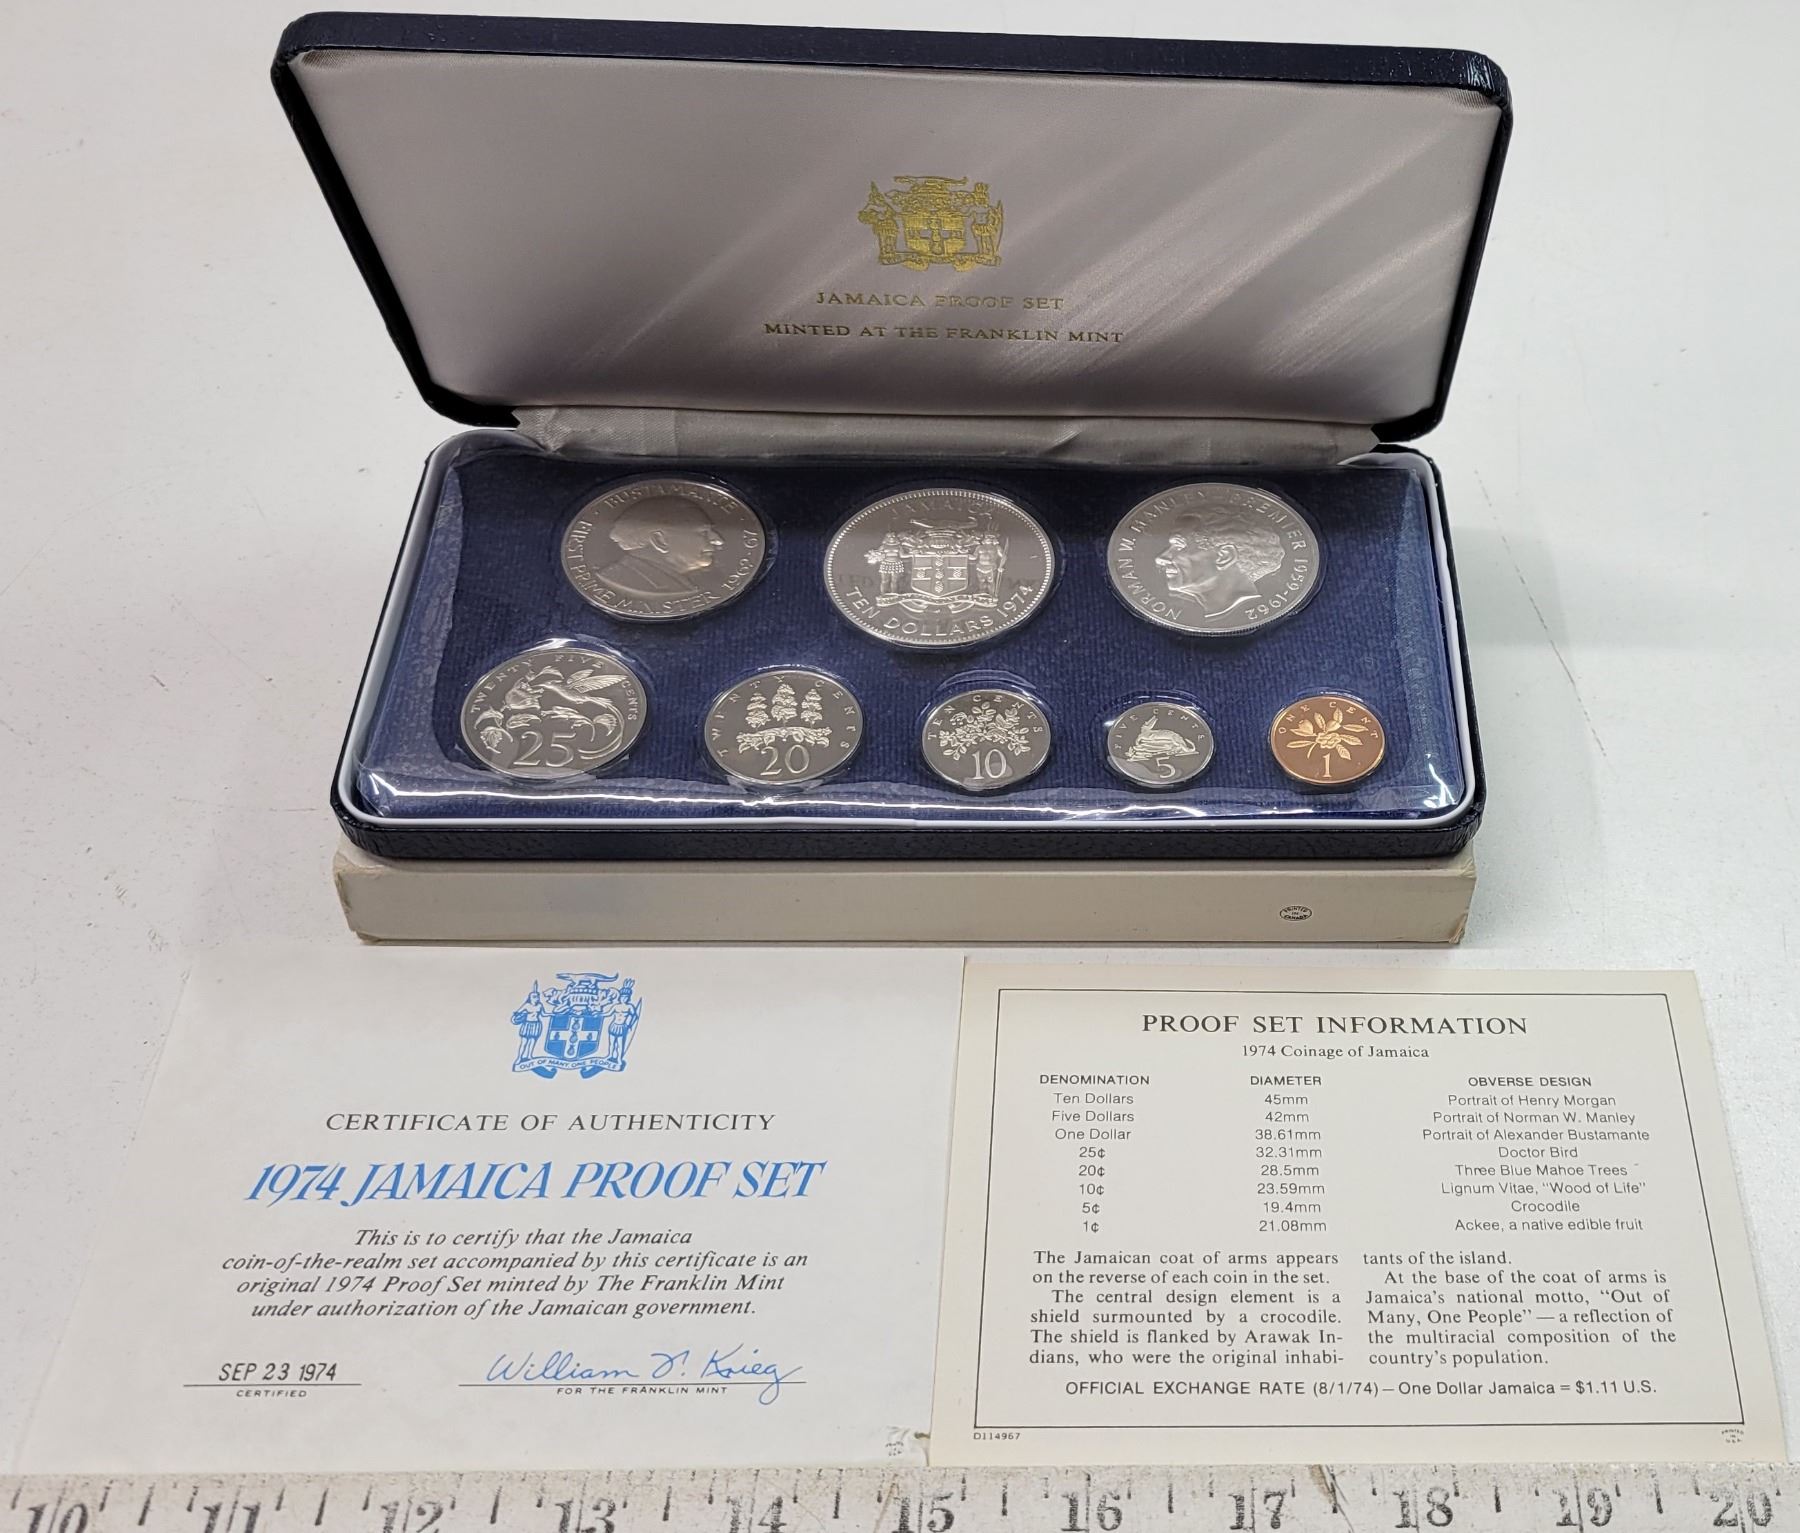 JAMAICA PROOF SET
MINTED AT THE FRANKLIN MINT
BUSTAMANTE
FIRST PRIME MINISTER 1962-67
JAMAICA
TEN DOLLARS 1974
NORMAN W. MANLEY PREMIER 1959-1962
TWENTY FIVE CENTS
25
TWENTY CENTS
20
TEN CENTS
10
FIVE CENTS
5
ONE CENT
1
PRINTED
IN
CANADA
OUT OF MANY, ONE PEOPLE
CERTIFICATE OF AUTHENTICITY
1974 JAMAICA PROOF SET
This is to certify that the Jamaica
coin-of-the-realm set accompanied by this certificate is an
original 1974 Proof Set minted by The Franklin Mint
under authorization of the Jamaican government.
SEP 23 1974
CERTIFIED
William T. Krieg
FOR THE FRANKLIN MINT
PROOF SET INFORMATION
1974 Coinage of Jamaica
DENOMINATION DIAMETER OBVERSE DESIGN
Ten Dollars 45mm Portrait of Henry Morgan
Five Dollars 42mm Portrait of Norman W. Manley
One Dollar 38.61mm Portrait of Alexander Bustamante
25¢ 32.31mm Doctor Bird
20¢ 28.5mm Three Blue Mahoe Trees
10¢ 23.59mm Lignum Vitae, "Wood of Life"
5¢ 19.4mm Crocodile
1¢ 21.08mm Ackee, a native edible fruit
The Jamaican coat of arms appears
on the reverse of each coin in the set.
The central design element is a
shield surmounted by a crocodile.
The shield is flanked by Arawak In-
dians, who were the original inhabi-
tants of the island.
At the base of the coat of arms is
Jamaica's national motto, "Out of
Many, One People" — a reflection of
the multiracial composition of the
country's population.
OFFICIAL EXCHANGE RATE (8/1/74) – One Dollar Jamaica = $1.11 U.S.
D114967
PRINTED
IN
U.S.A.
10 11 12 13 14 15 16 17 18 19 20